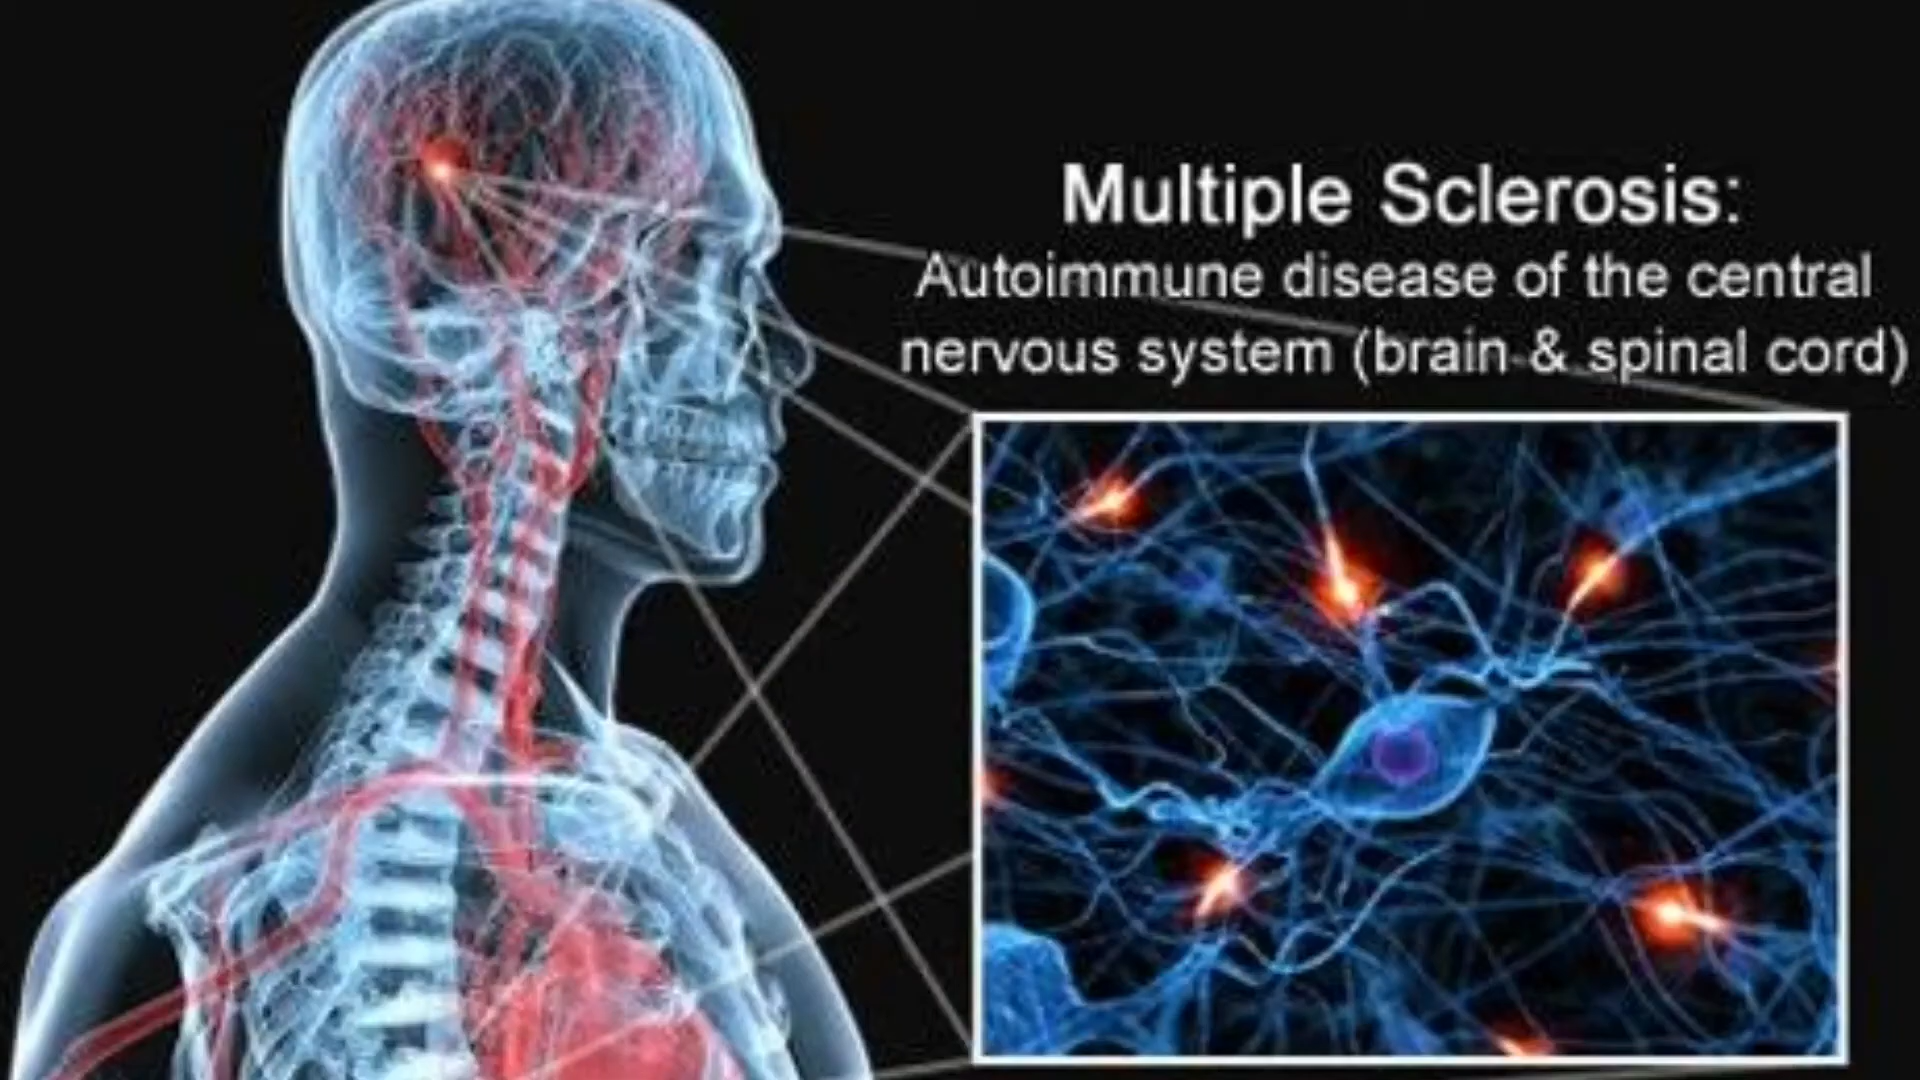 Multiple Sclerosis:
Autoimmune disease of the central
nervous system (brain & spinal cord)